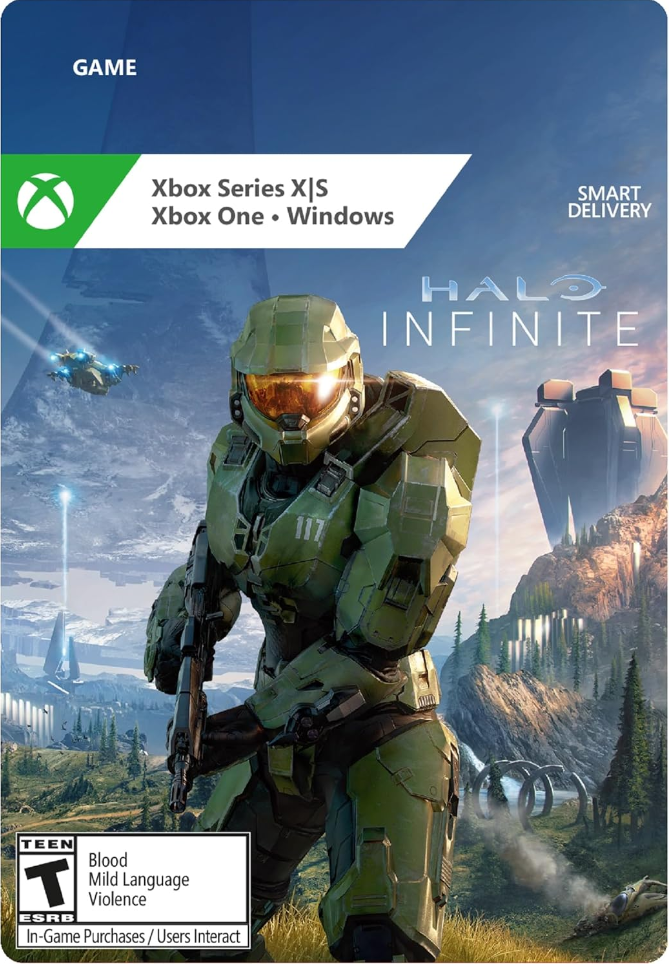 GAME
Xbox Series X|S
Xbox One • Windows
SMART
DELIVERY
HALO
INFINITE
117
TEEN
T
ESRB
Blood
Mild Language
Violence
In-Game Purchases / Users Interact